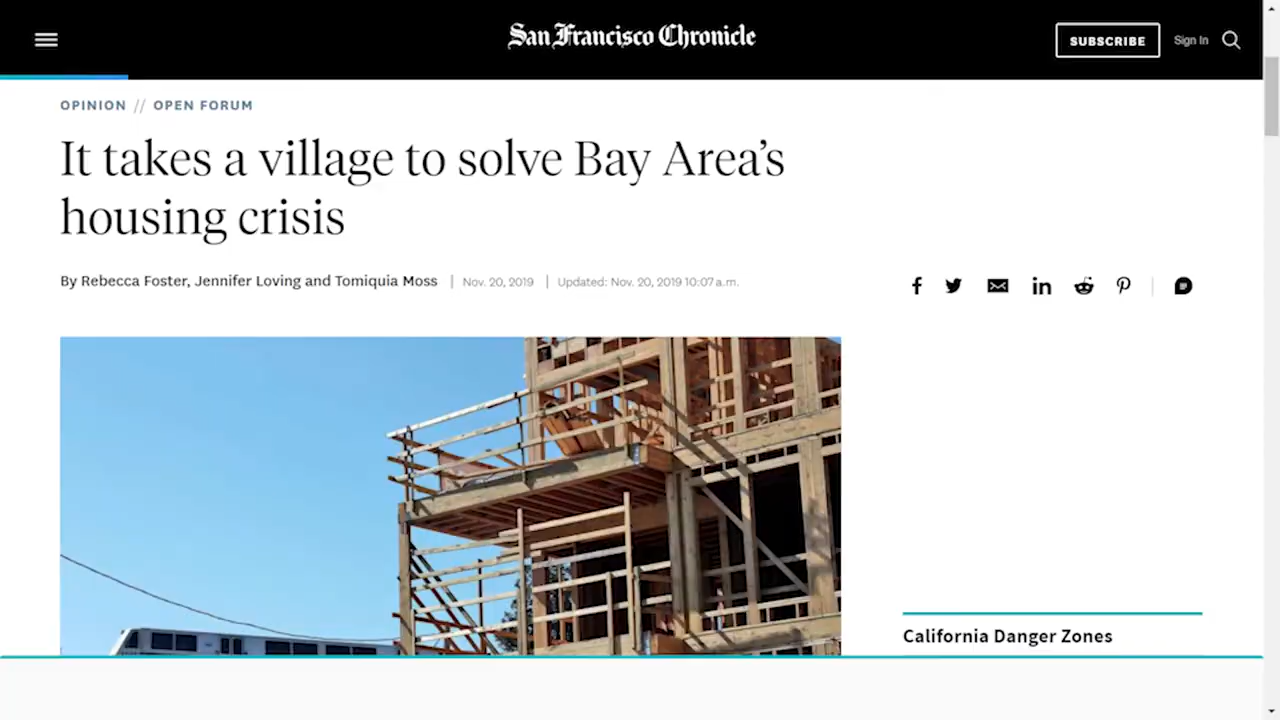 San Francisco Chronicle
SUBSCRIBE
Sign In
OPINION // OPEN FORUM
It takes a village to solve Bay Area's
housing crisis
By Rebecca Foster, Jennifer Loving and Tomiquia Moss | Nov. 20, 2019 | Updated: Nov. 20, 2019 10:07 a.m.
California Danger Zones